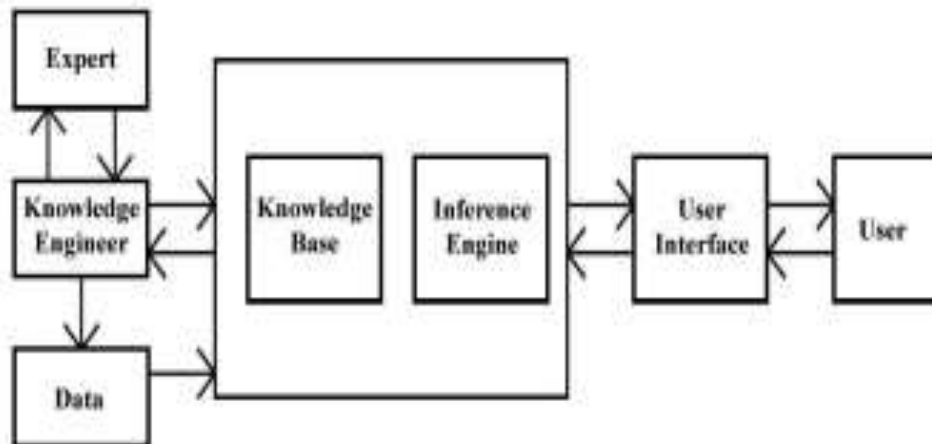 Expert
Knowledge
Engineer
Data
Knowledge
Base
Inference
Engine
User
Interface
User